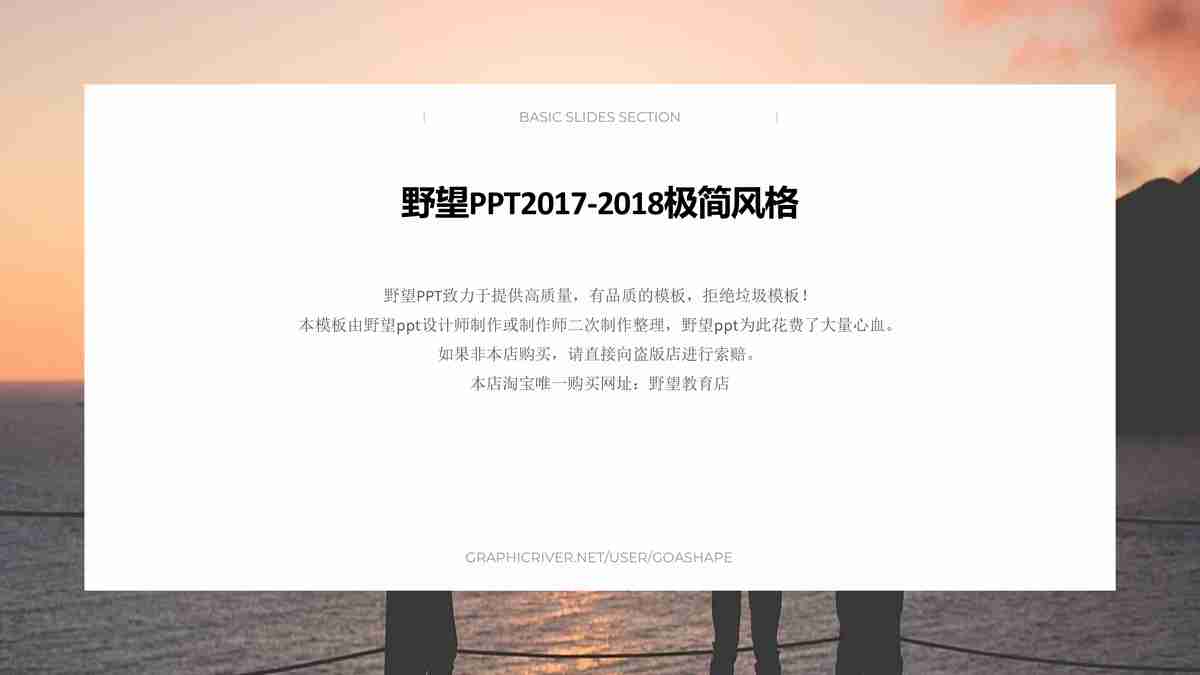 BASIC SLIDES SECTION
野望PPT2017-2018极简风格
野望PPT致力于提供高质量，有品质的模板，拒绝垃圾模板！
本模板由野望ppt设计师制作或制作师二次制作整理，野望ppt为此花费了大量心血。
如果非本店购买，请直接向盗版店进行索赔。
本店淘宝唯一购买网址：野望教育店
GRAPHICRIVER.NET/USER/GOASHAPE